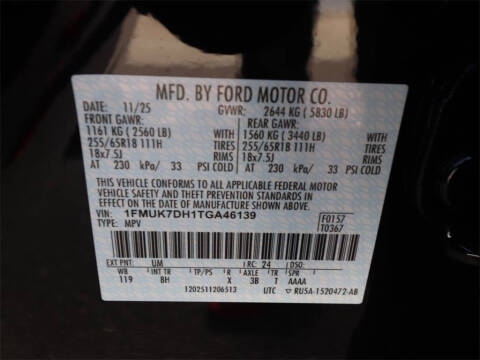 MFD. BY FORD MOTOR CO.
DATE: 11/25 GVWR: 2644 KG ( 5830 LB)
FRONT GAWR: REAR GAWR:
1161 KG ( 2560 LB) WITH 1560 KG ( 3440 LB) WITH
255/65R18 111H TIRES 255/65R18 111H TIRES
18x7.5J RIMS 18x7.5J RIMS
AT 230 kPa/ 33 PSI COLD AT 230 kPa/ 33 PSI COLD
THIS VEHICLE CONFORMS TO ALL APPLICABLE FEDERAL MOTOR
VEHICLE SAFETY AND THEFT PREVENTION STANDARDS IN EFFECT
ON THE DATE OF MANUFACTURE SHOWN ABOVE.
VIN: 1FMUK7DH1TGA46139 F0157
TYPE: MPV T0367
EXT PNT: UM RC: 24 DSO:
WB INT TR TP/PS R AXLE TR SPR
119 8H X 3B T AAAA
1202511206513 UTC ▽ RU5A-1520472-AB